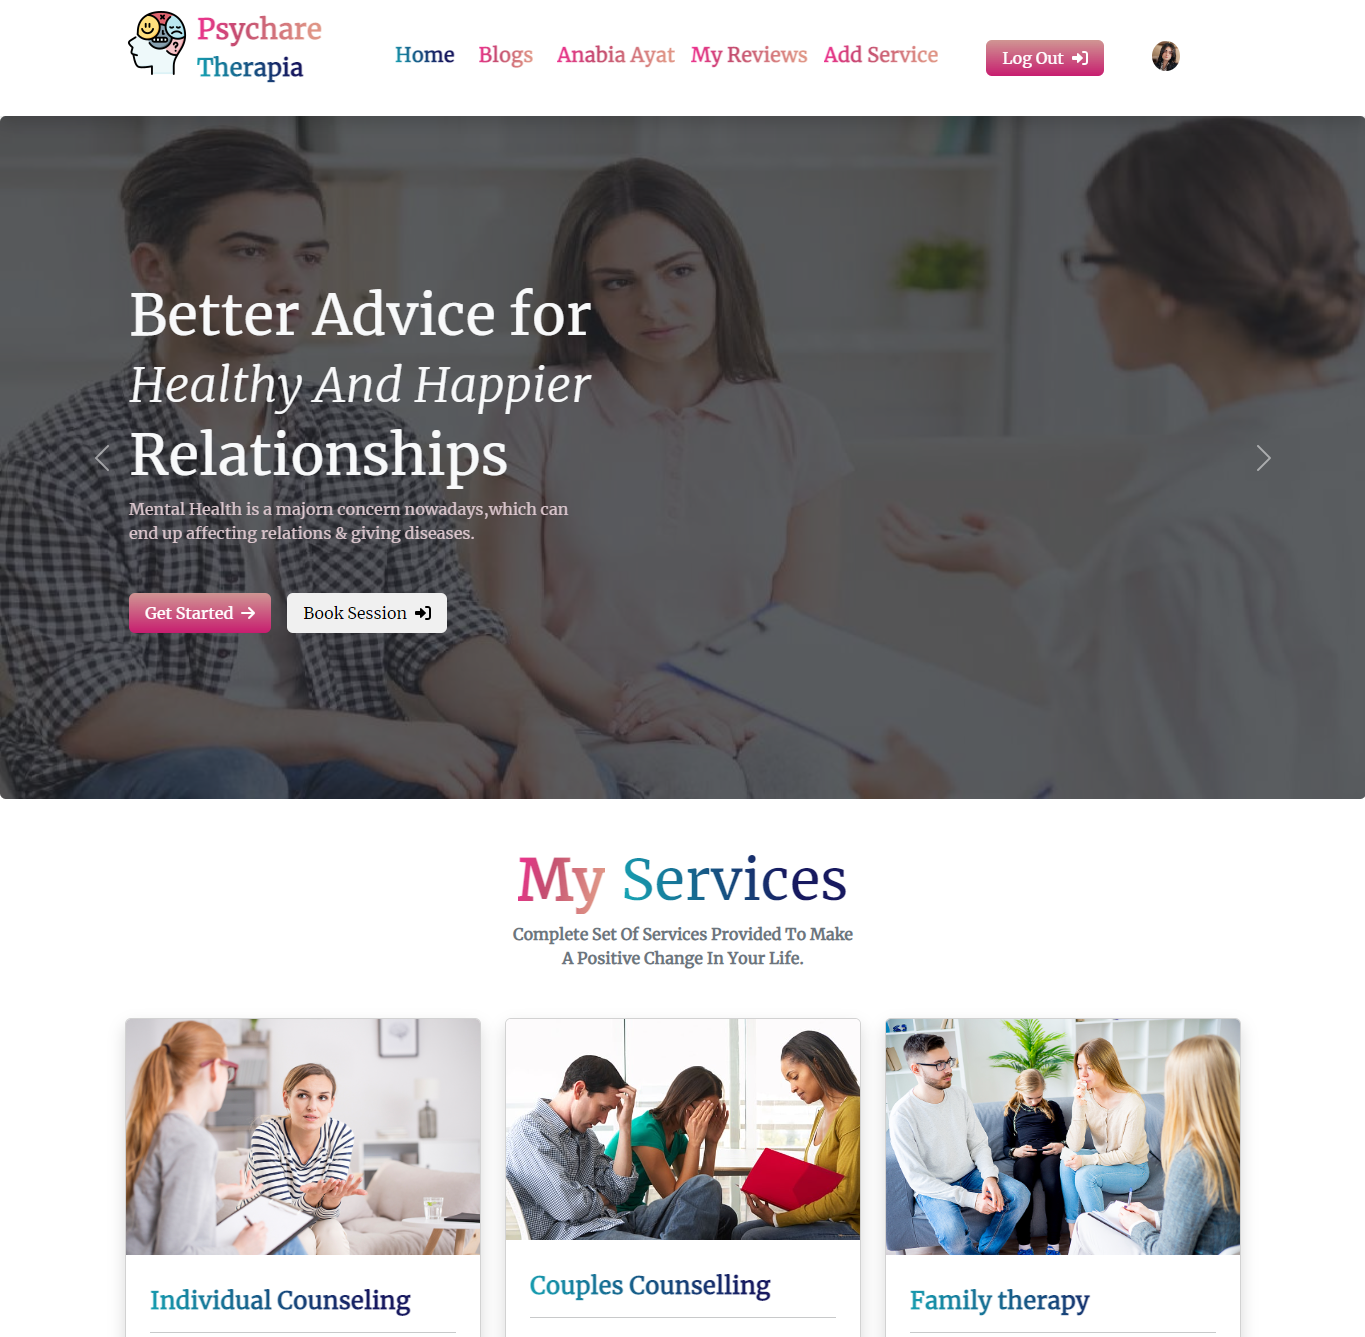 Psychare
Therapia
Home Blogs Anabia Ayat My Reviews Add Service Log Out
Better Advice for
Healthy And Happier
Relationships
Mental Health is a majorn concern nowadays,which can
end up affecting relations & giving diseases.
Get Started Book Session
My Services
Complete Set Of Services Provided To Make
A Positive Change In Your Life.
Individual Counseling
Couples Counselling
Family therapy